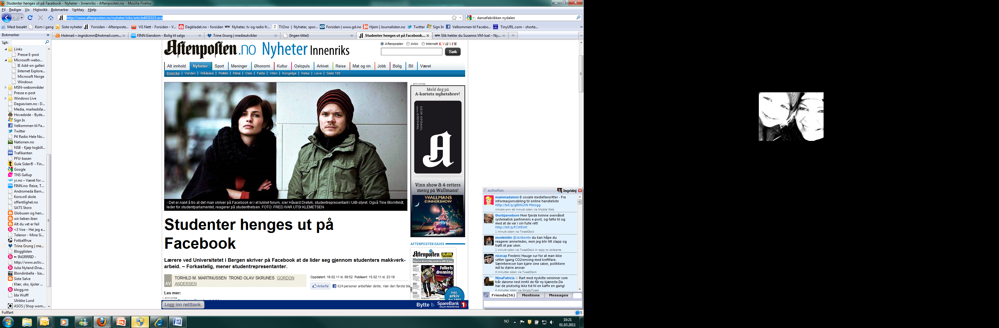 Studenter henges ut på Facebook - Nyheter - Innenriks - Aftenposten.no - Mozilla Firefox
Fil Rediger Vis Historikk Bokmerker Verktøy Hjelp
http://www.aftenposten.no/nyheter/iriks/article4031023.ece
dansefabrikken nydalen
Mest besøkt Kom i gang Siste nyheter Forsiden - Aftenposte... VG Nett - Forsiden - V... Dagbladet.no - forsiden Nyheter, tv og radio fr... TV2no | Nyheter, spor... Forsiden | www.gd.no Hjem | Journalisten.no Twitter Sign In Velkommen til Facebo... TinyURL.com - shorte...
Bokmerker
Hotmail – ingridcmn@hotmail.com...
FINN Eiendom - Bolig til salgs
Trine Grung | medieutvikler
(Ingen tittel)
Studenter henges ut på Facebook...
Slik hekler du Susanns VM-lue! - Ny...
Søk:
Links
Presse E-post
Microsoft-webo...
IE Add-on galleri
Internet Explore...
Microsoft Norge
Windows
MSN-webområder
Presse e-post
Windows Live
Dagsavisen.no : D...
Media, markedsfø...
Hovedside - Byde...
Sign In
Velkommen til Fa...
Twitter
P4 Radio Hele No...
Nationen.no
NSB - Kjøp togbill...
Trafikanten
PFU-basen
Gule Sider® - Fin...
Google
TNS Gallup
yr.no – Været for ...
FINN.no: Reise, T...
Andromeda Barn...
Korsvoll skole
offentlighet.no
SATS Storo
Globusen og hen...
wir lieben iben
Alt du vet er feil
<3 Voe - Hei jeg e...
Telenor - Mine Si...
Fotballfrue
Trine Grung | me...
Blogglisten
INGRRRID -
http://www.activ...
Julia Nyland Ørsa...
Blondinbella - Isa...
Siste Salve
| Klær, sko, kjoler ...
blogg.no
Ida Wulff
Ulrikke Lund
ASOS | Shop wom...
Aftenposten.no Nyheter Innenriks
Aftenposten Arkiv Internett KVASIR
Søk
Alt innhold Nyheter Sport Meninger Økonomi Kultur Oslopuls Arkivet Reise Mat og vin Jobb Bolig Bil Været
Innenriks | Verden | Wikileaks | Politikk | Klima | Oslo | Fakta | Viten | Kongelige | Helse | Leve | Siste 100
- Det er naivt å tro at det man skriver på Facebook er i et lukket forum, sier Håvard Dretvik, studentrepresentant i UiB-styret. Også Tine Blomfeldt,
leder for studentparlamentet, reagerer på studenthetsen. FOTO: FRED IVAR UTSI KLEMETSEN
Studenter henges ut på
Facebook
Lærere ved Universitetet i Bergen skriver på Facebook at de lider seg gjennom studenters makkverk-
arbeid. – Forkastelig, mener studentrepresentanter.
AV TORHILD M. MARTINUSSEN TROND OLAV SKRUNES GORDON
ANDERSEN
Oppdatert: 16.02.11 kl. 09:52 Publisert: 15.02.11 kl. 23:19
Anbefal 624 personer anbefaler dette. Vær den første bla
Les mer:
v annonse
Logg inn nettbank
Bytte b
SpareBank 1
OSLO-AKERSHUS
v annonse
Meld deg på
A-kortets nyhetsbrev!
GEIR OPDAHL
6909496
A
Vinn show & 4-retters
meny på Wallmans!
WALLMANS
DINNERSHOW
AFTENPOSTEN EAVIS
Aftenposten
GLAVA
ISOLASJON
Folkets
dronning
Inkl.
arkiv
fra 1860
echofon
Ingridnj
mammadamen 8 sosiale mediefavoritter - Fra
informasjonsdeling til online handleliste
http://bit.ly/gBMGXN #blogg
mindre enn ett minutt siden via Mobile Web
thorbjarnebore Hver fjerde kvinne overvåket
systematisk partnerens e-post, og følte til og
med at de var i sin fulle rett
http://bit.ly/fCWEnH
1 minutt siden via TweetDeck
moekristin @skribente du kan håpe du
reagerer annerledes, men jeg blir litt slapp og
trøtt et par uker.
1 minutt siden via TweetDeck in reply to skribente
nicecap Frederic Hauge sur for at man ikke
setter igang CO2rensing med kreftfare.
Særinteresser kan kjøre sine saker, politikere
må ta større ansvar
4 minutter siden via TweetDeck
NinaPatricia Rart med nyskilte veninner som
trår dørene ned inntil de får ny kjæreste.Da
har de plutselig ikke tid til en kaffe en gang!
4 minutter siden via SimplyTweet
Friends(56) Mentions Messages
Fullført
5
NO
10:21
01.03.2011